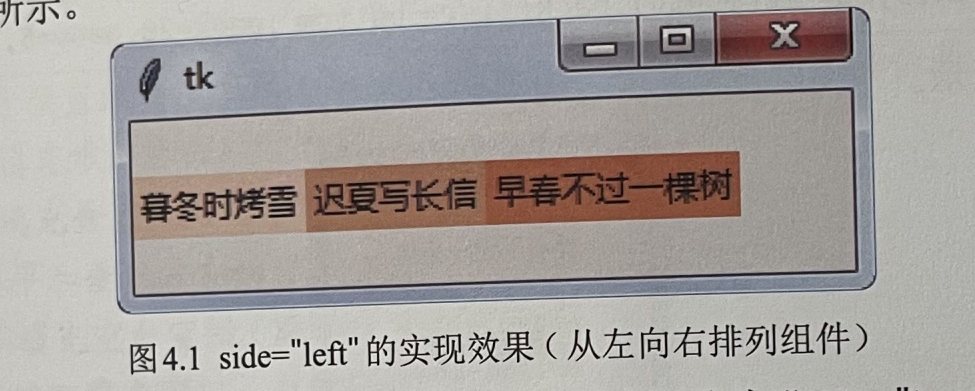 所示。
tk
暮冬时烤雪 迟夏写长信 早春不过一棵树
图4.1 side="left"的实现效果（从左向右排列组件）